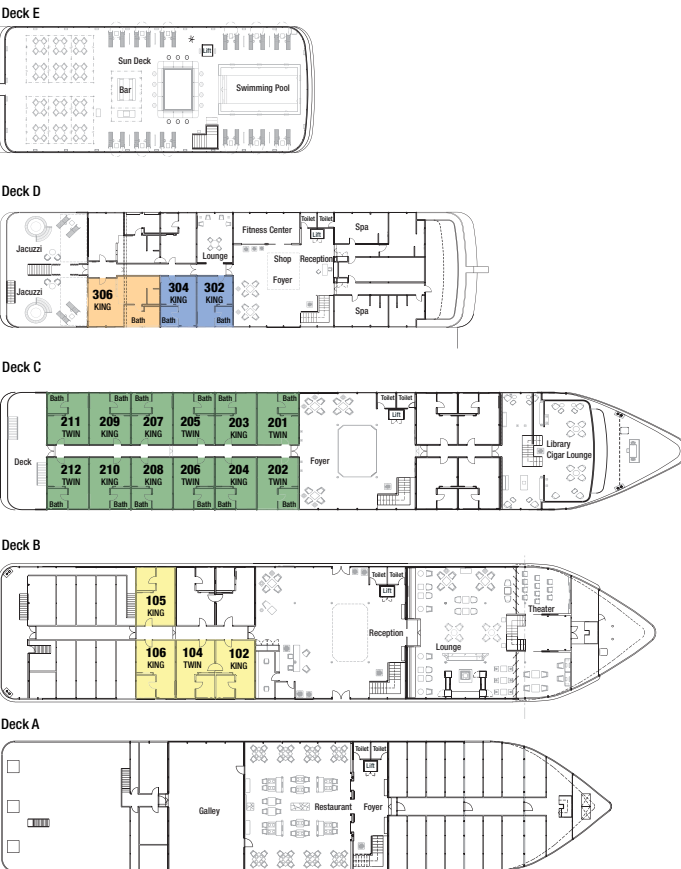 Deck E
Lift
Sun Deck
Bar
Swimming Pool
Deck D
Toilet Toilet
Lift
Fitness Center
Spa
Jacuzzi
Lounge
Shop Reception
Foyer
Jacuzzi
306
KING
304
KING
302
KING
Bath
Bath
Bath
Spa
Deck C
Bath Bath Bath Bath Bath Bath
Toilet Toilet
Lift
211
TWIN
209
KING
207
KING
205
TWIN
203
KING
201
TWIN
Library
Cigar Lounge
Deck
Foyer
212
TWIN
210
KING
208
KING
206
TWIN
204
KING
202
TWIN
Bath Bath Bath Bath Bath Bath
Deck B
Toilet Toilet
Lift
105
KING
Theater
Reception
Lounge
106
KING
104
TWIN
102
KING
Deck A
Toilet Toilet
Lift
Galley
Restaurant
Foyer